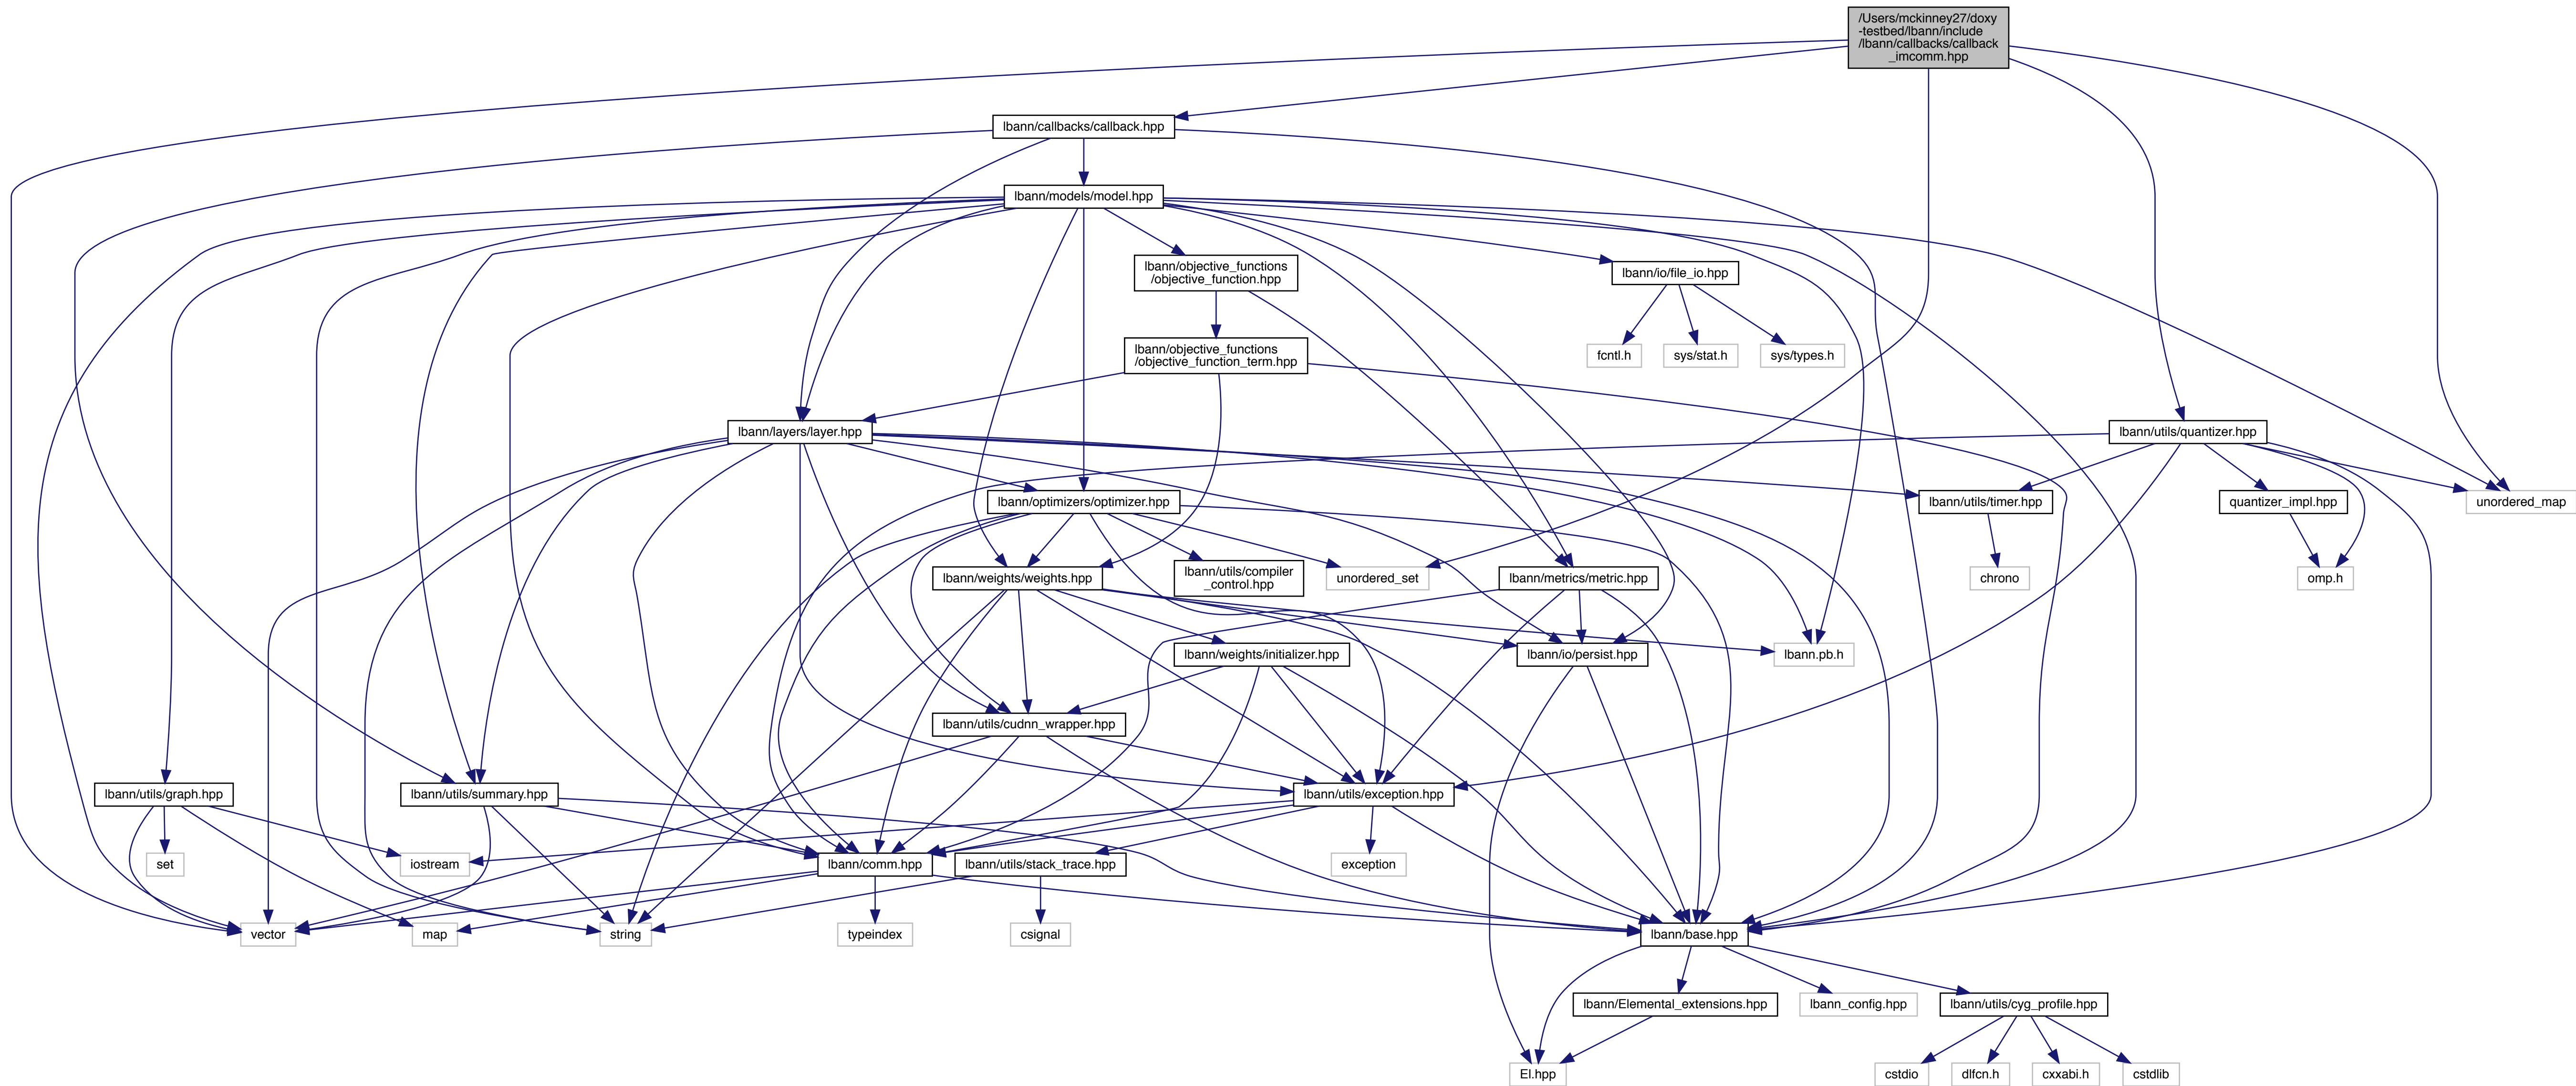 /Users/mckinney27/doxy
-testbed/lbann/include
/lbann/callbacks/callback
_imcomm.hpp
lbann/callbacks/callback.hpp
lbann/models/model.hpp
lbann/objective_functions
/objective_function.hpp
lbann/io/file_io.hpp
lbann/objective_functions
/objective_function_term.hpp
fcntl.h
sys/stat.h
sys/types.h
lbann/layers/layer.hpp
lbann/utils/quantizer.hpp
lbann/optimizers/optimizer.hpp
lbann/utils/timer.hpp
quantizer_impl.hpp
unordered_map
lbann/weights/weights.hpp
lbann/utils/compiler
_control.hpp
unordered_set
lbann/metrics/metric.hpp
chrono
omp.h
lbann/weights/initializer.hpp
lbann/io/persist.hpp
lbann.pb.h
lbann/utils/cudnn_wrapper.hpp
lbann/utils/graph.hpp
lbann/utils/summary.hpp
lbann/utils/exception.hpp
set
iostream
lbann/comm.hpp
lbann/utils/stack_trace.hpp
exception
vector
map
string
typeindex
csignal
lbann/base.hpp
lbann/Elemental_extensions.hpp
lbann_config.hpp
lbann/utils/cyg_profile.hpp
El.hpp
cstdio
dlfcn.h
cxxabi.h
cstdlib